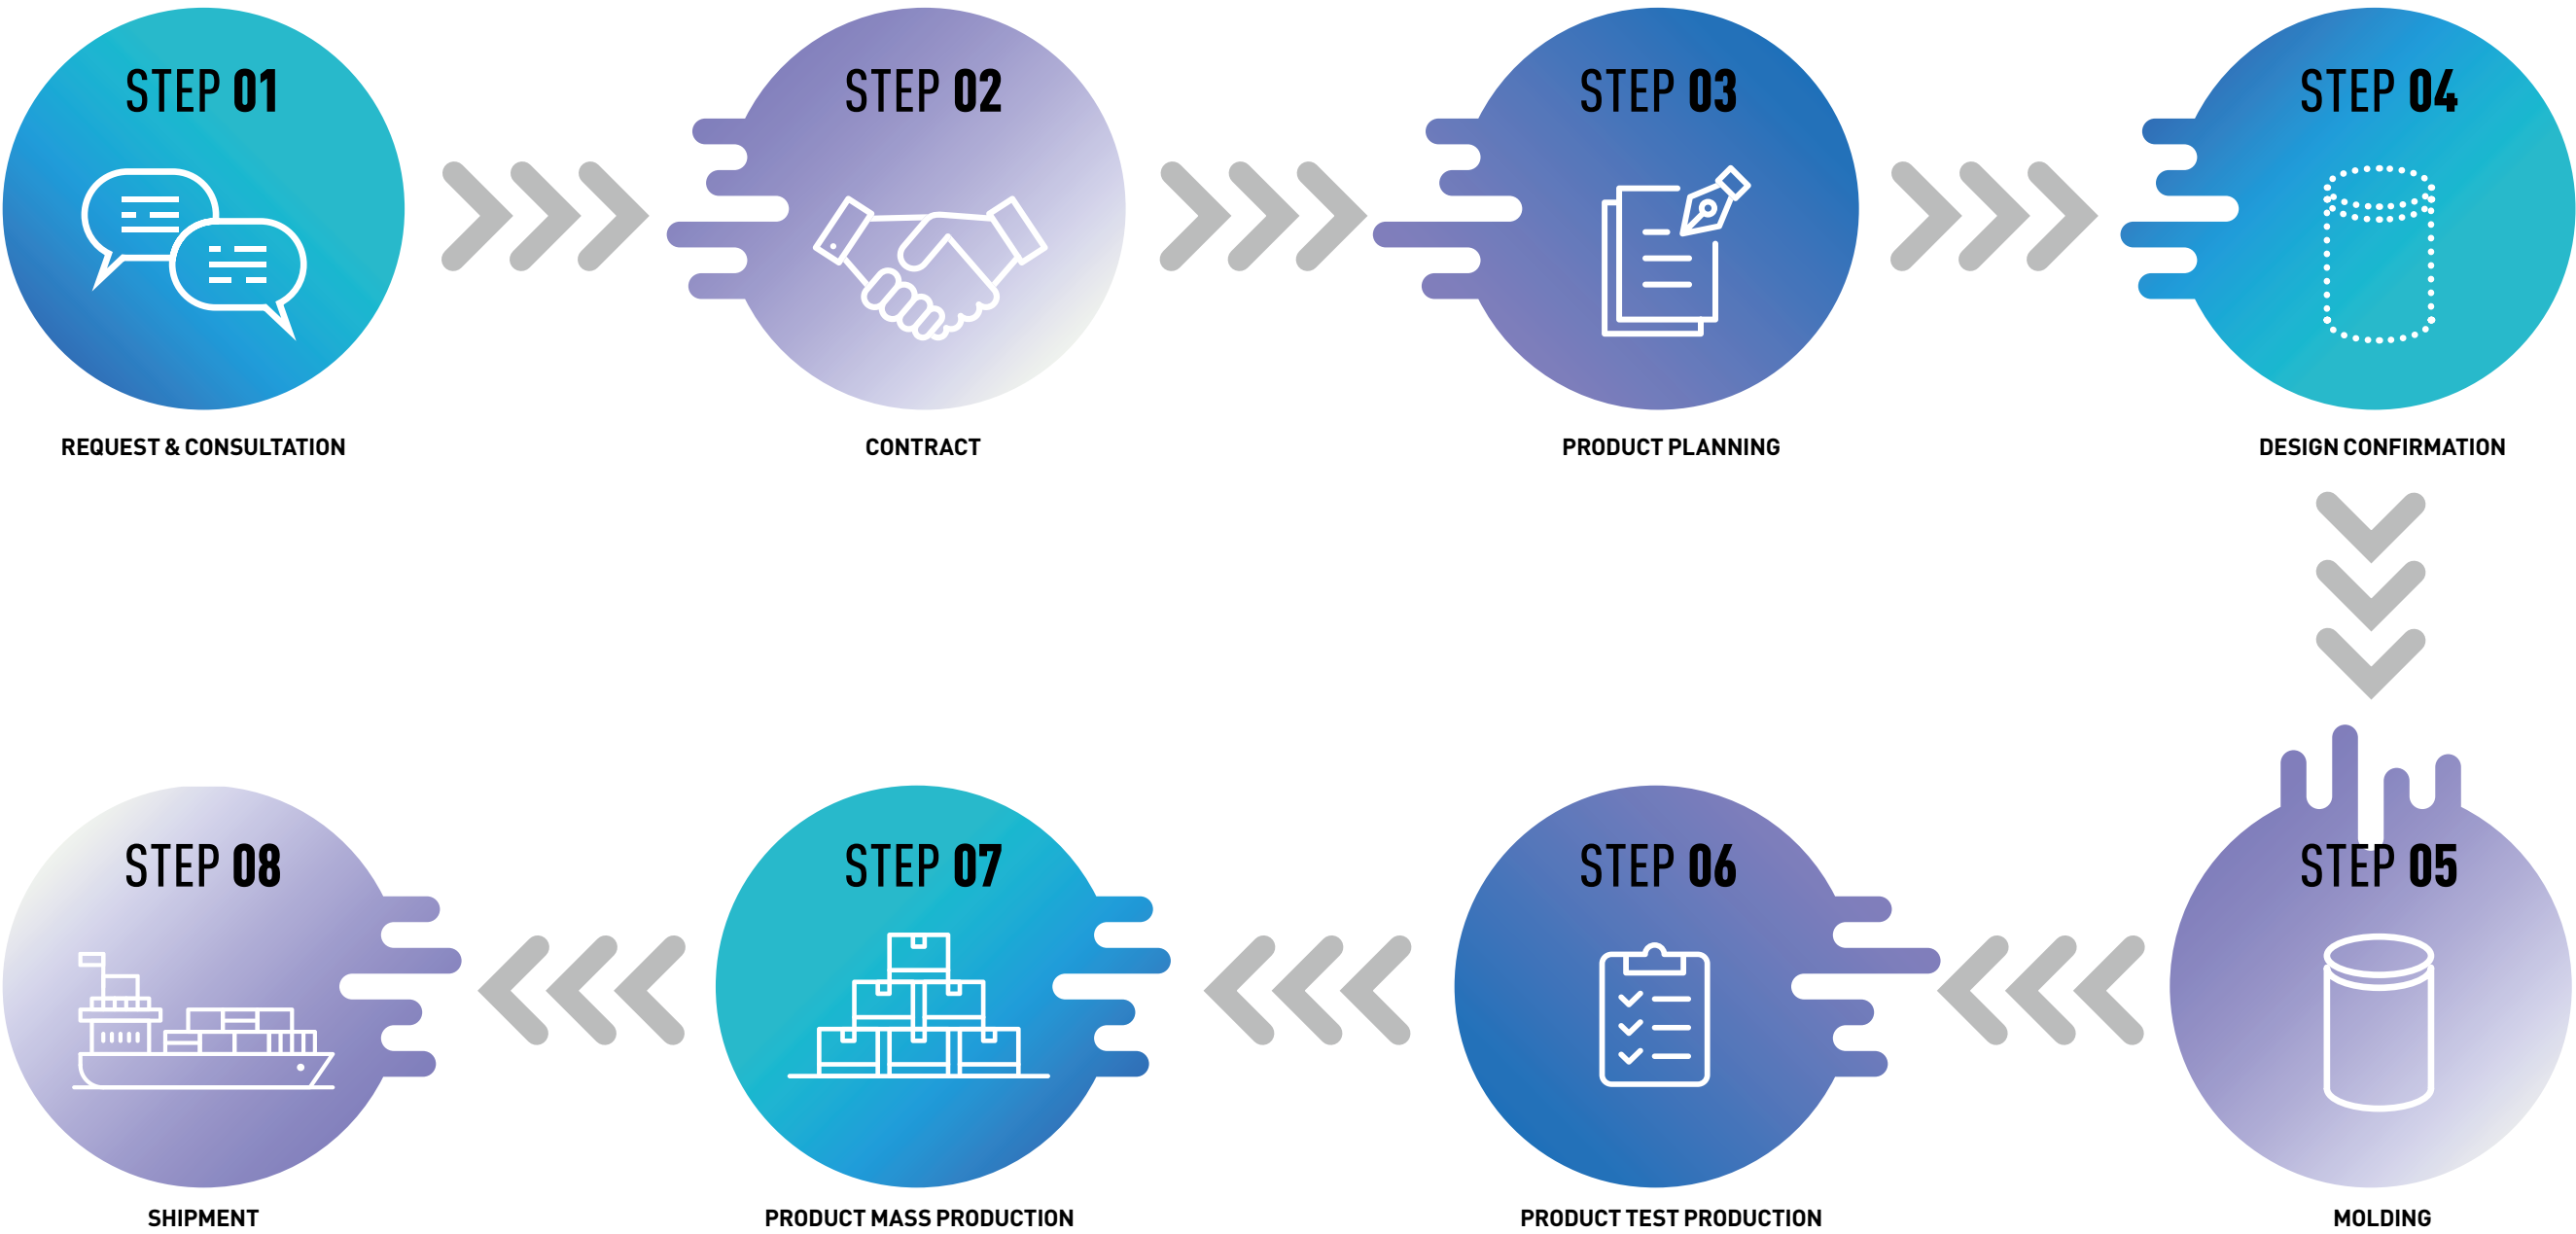 STEP 01
STEP 02
STEP 03
STEP 04
REQUEST & CONSULTATION
CONTRACT
PRODUCT PLANNING
DESIGN CONFIRMATION
STEP 08
STEP 07
STEP 06
STEP 05
SHIPMENT
PRODUCT MASS PRODUCTION
PRODUCT TEST PRODUCTION
MOLDING